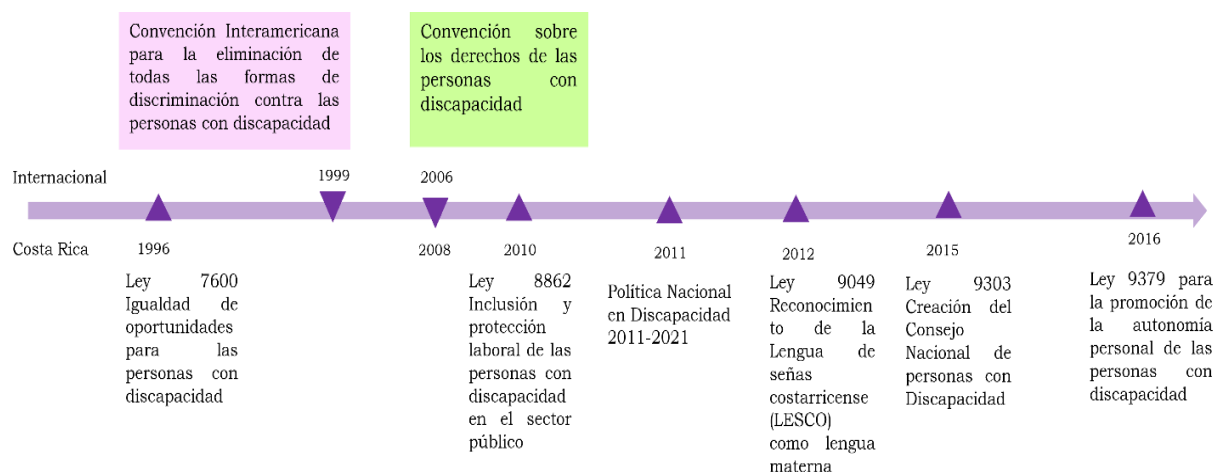 Convención Interamericana
para la eliminación de
todas las formas de
discriminación contra las
personas con discapacidad
Convención sobre
los derechos de las
personas con
discapacidad
Internacional
1999
2006
Costa Rica
1996
2008
2010
2011
2012
2015
2016
Ley 7600
Igualdad de
oportunidades
para las
personas con
discapacidad
Ley 8862
Inclusión y
protección
laboral de las
personas con
discapacidad
en el sector
público
Política Nacional
en Discapacidad
2011-2021
Ley 9049
Reconocimien
to de la
Lengua de
señas
costarricense
(LESCO)
como lengua
materna
Ley 9303
Creación del
Consejo
Nacional de
personas con
Discapacidad
Ley 9379 para
la promoción de
la autonomía
personal de las
personas con
discapacidad